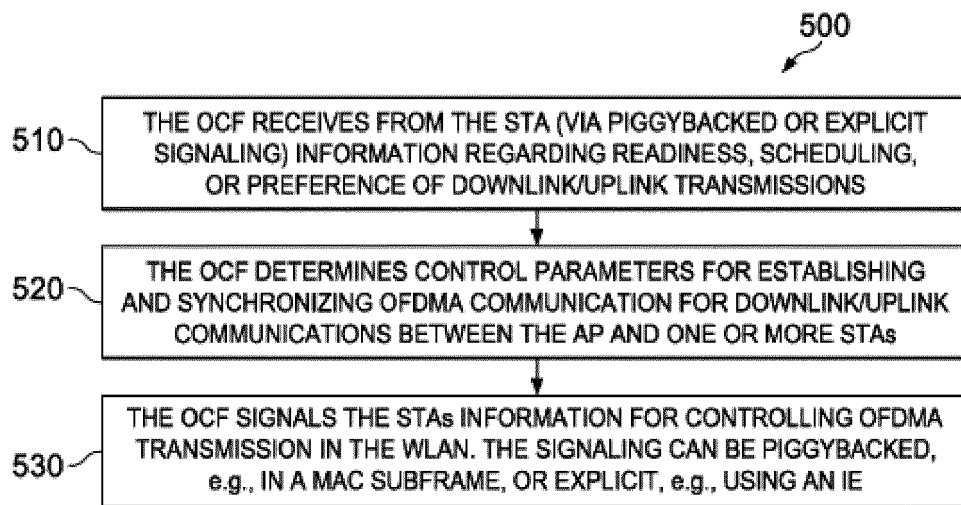 500
510
THE OCF RECEIVES FROM THE STA (VIA PIGGYBACKED OR EXPLICIT
SIGNALING) INFORMATION REGARDING READINESS, SCHEDULING,
OR PREFERENCE OF DOWNLINK/UPLINK TRANSMISSIONS
520
THE OCF DETERMINES CONTROL PARAMETERS FOR ESTABLISHING
AND SYNCHRONIZING OFDMA COMMUNICATION FOR DOWNLINK/UPLINK
COMMUNICATIONS BETWEEN THE AP AND ONE OR MORE STAs
530
THE OCF SIGNALS THE STAs INFORMATION FOR CONTROLLING OFDMA
TRANSMISSION IN THE WLAN. THE SIGNALING CAN BE PIGGYBACKED,
e.g., IN A MAC SUBFRAME, OR EXPLICIT, e.g., USING AN IE